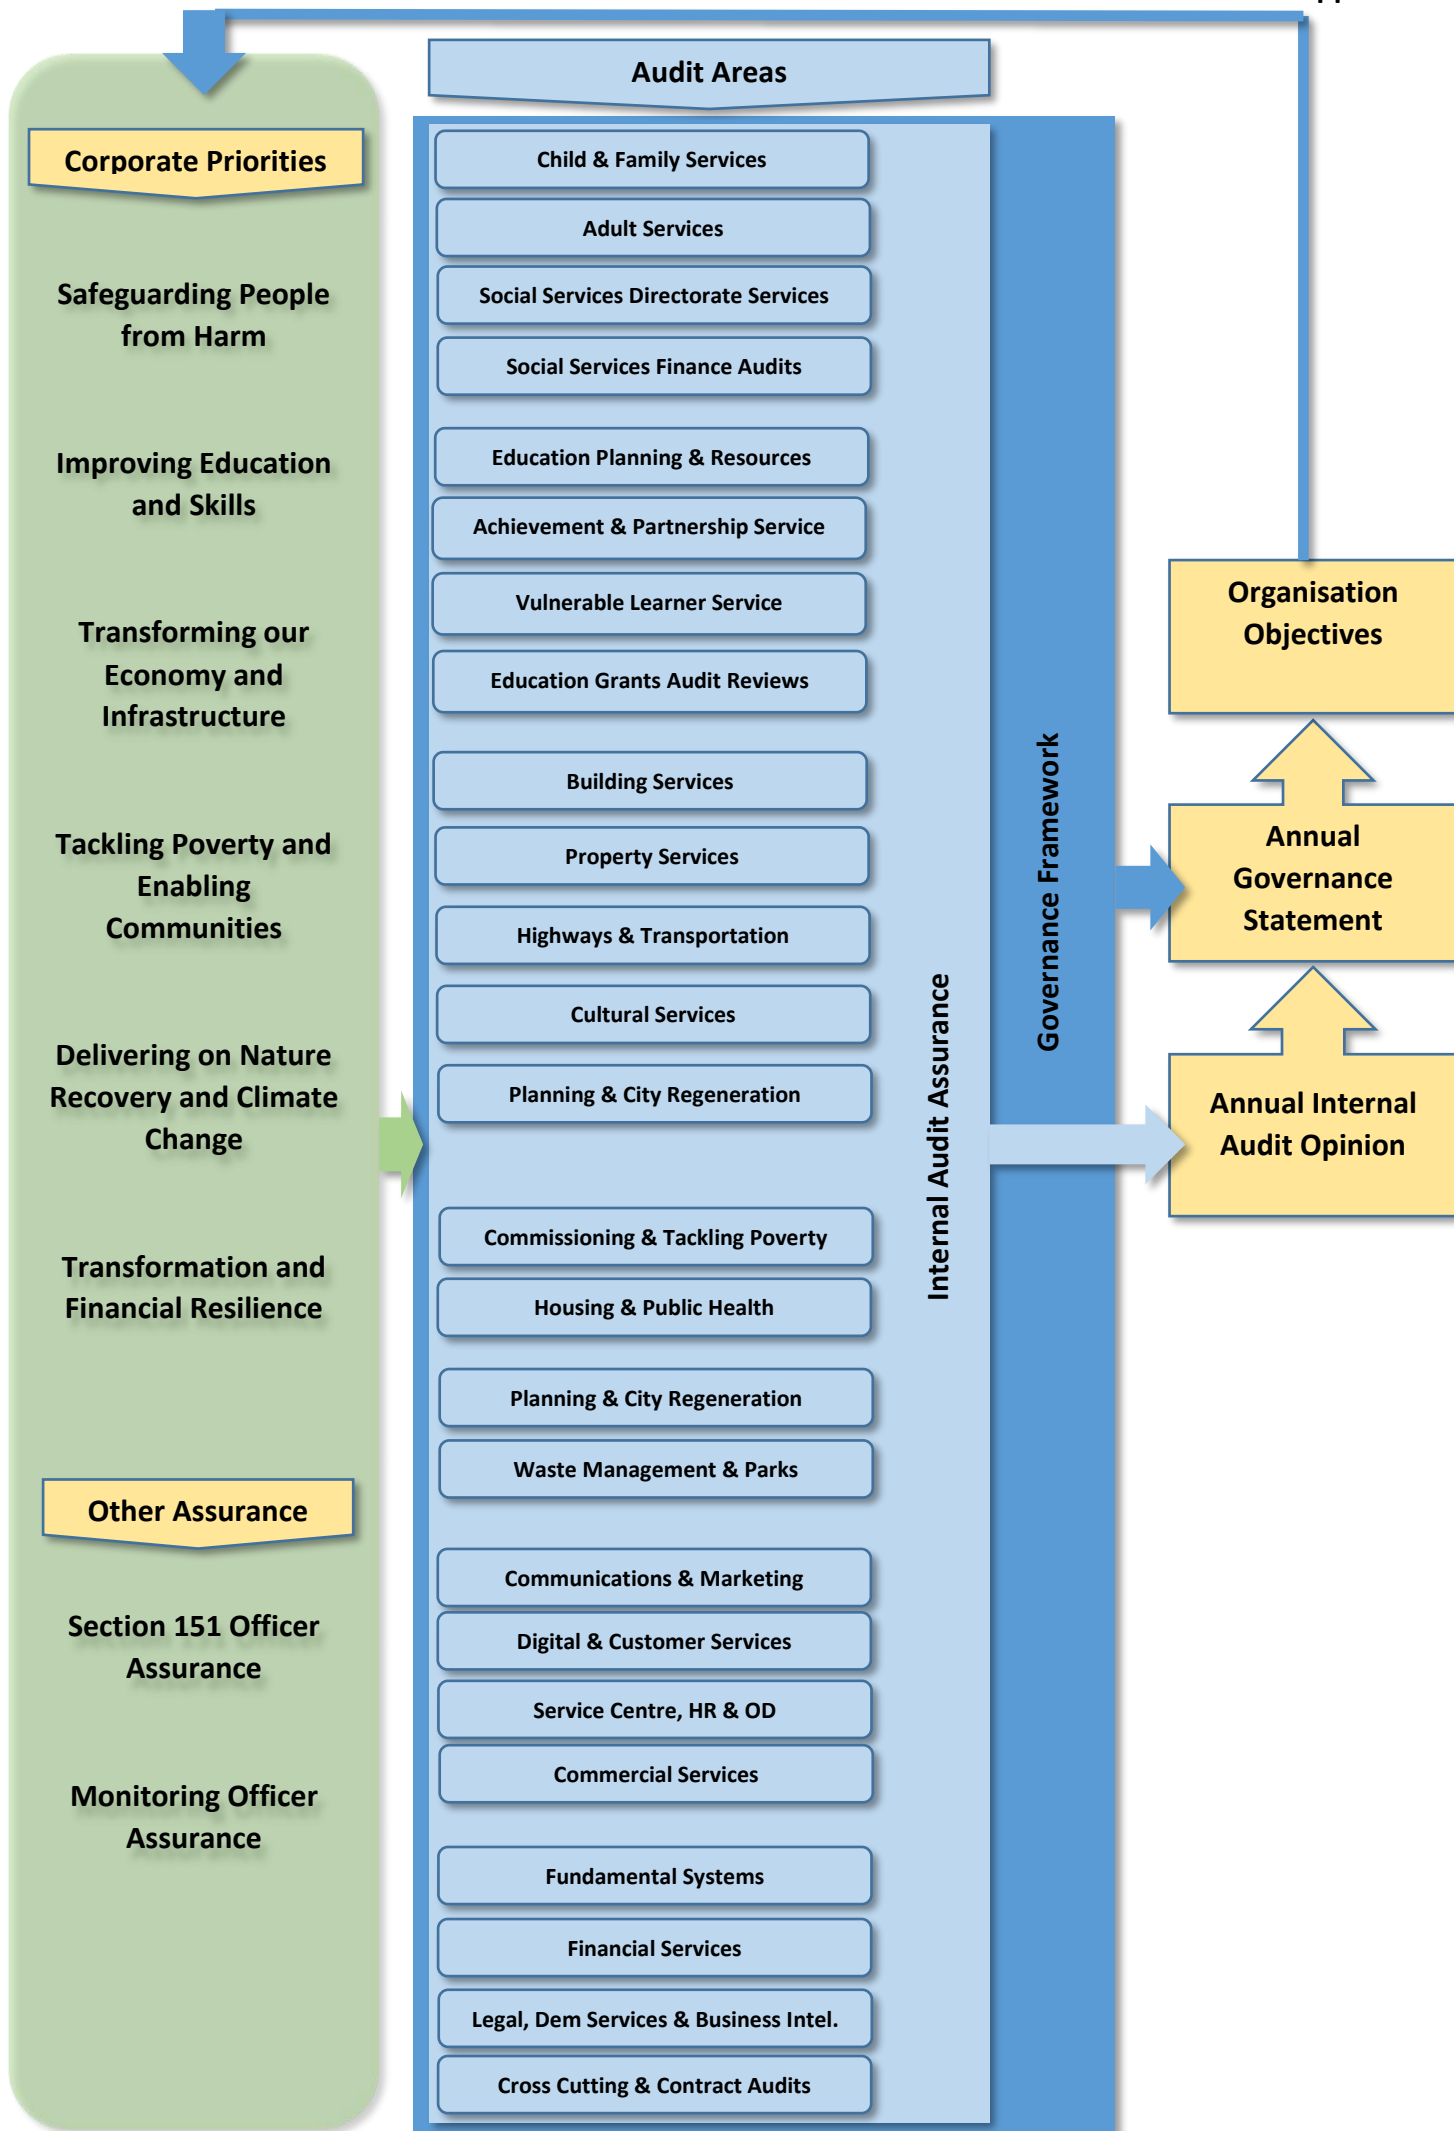 Audit Areas
Corporate Priorities
Safeguarding People
from Harm
Improving Education
and Skills
Transforming our
Economy and
Infrastructure
Tackling Poverty and
Enabling
Communities
Delivering on Nature
Recovery and Climate
Change
Transformation and
Financial Resilience
Other Assurance
Section 151 Officer
Assurance
Monitoring Officer
Assurance
Child & Family Services
Adult Services
Social Services Directorate Services
Social Services Finance Audits
Education Planning & Resources
Achievement & Partnership Service
Vulnerable Learner Service
Education Grants Audit Reviews
Building Services
Property Services
Highways & Transportation
Cultural Services
Planning & City Regeneration
Commissioning & Tackling Poverty
Housing & Public Health
Planning & City Regeneration
Waste Management & Parks
Communications & Marketing
Digital & Customer Services
Service Centre, HR & OD
Commercial Services
Fundamental Systems
Financial Services
Legal, Dem Services & Business Intel.
Cross Cutting & Contract Audits
Internal Audit Assurance
Governance Framework
Organisation
Objectives
Annual
Governance
Statement
Annual Internal
Audit Opinion